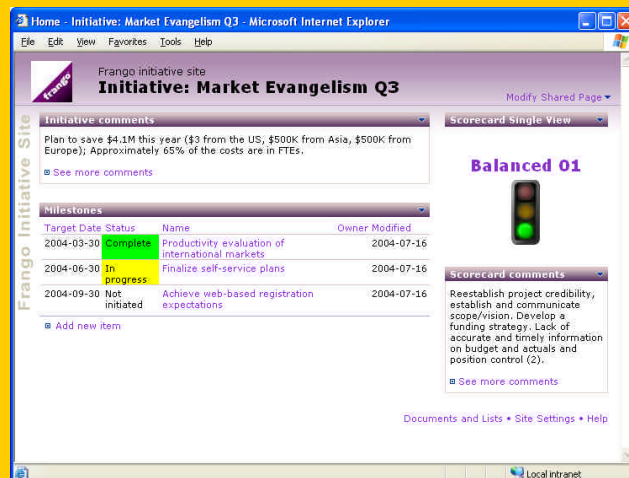 Home - Initiative: Market Evangelism Q3 - Microsoft Internet Explorer
File Edit View Favorites Tools Help
frango
Frango initiative site
Initiative: Market Evangelism Q3
Modify Shared Page
Frango Initiative Site
Initiative comments
Plan to save $4.1M this year ($3 from the US, $500K from Asia, $500K from
Europe); Approximately 65% of the costs are in FTEs.
See more comments
Milestones
Target Date Status Name Owner Modified
2004-03-30 Complete Productivity evaluation of 2004-07-16
international markets
2004-06-30 In Finalize self-service plans 2004-07-16
progress
2004-09-30 Not Achieve web-based registration 2004-07-16
initiated expectations
Add new item
Scorecard Single View
Balanced 01
Scorecard comments
Reestablish project credibility,
establish and communicate
scope/vision. Develop a
funding strategy. Lack of
accurate and timely information
on budget and actuals and
position control (2).
See more comments
Documents and Lists • Site Settings • Help
Local intranet